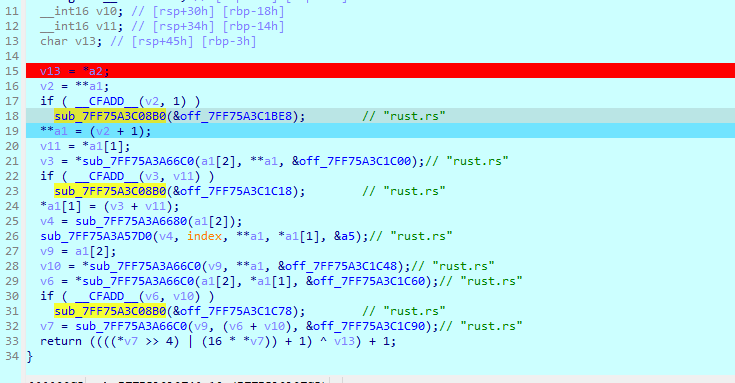 11 __int16 v10; // [rsp+30h] [rbp-18h]
12 __int16 v11; // [rsp+34h] [rbp-14h]
13 char v13; // [rsp+45h] [rbp-3h]
14
15 v13 = *a2;
16 v2 = **a1;
17 if ( __CFADD__(v2, 1) )
18 sub_7FF75A3C08B0(&off_7FF75A3C1BE8); // "rust.rs"
19 **a1 = (v2 + 1);
20 v11 = *a1[1];
21 v3 = *sub_7FF75A3A66C0(a1[2], **a1, &off_7FF75A3C1C00);// "rust.rs"
22 if ( __CFADD__(v3, v11) )
23 sub_7FF75A3C08B0(&off_7FF75A3C1C18); // "rust.rs"
24 *a1[1] = (v3 + v11);
25 v4 = sub_7FF75A3A6680(a1[2]);
26 sub_7FF75A3A57D0(v4, index, **a1, *a1[1], &a5);// "rust.rs"
27 v9 = a1[2];
28 v10 = *sub_7FF75A3A66C0(v9, **a1, &off_7FF75A3C1C48);// "rust.rs"
29 v6 = *sub_7FF75A3A66C0(a1[2], *a1[1], &off_7FF75A3C1C60);// "rust.rs"
30 if ( __CFADD__(v6, v10) )
31 sub_7FF75A3C08B0(&off_7FF75A3C1C78); // "rust.rs"
32 v7 = sub_7FF75A3A66C0(v9, (v6 + v10), &off_7FF75A3C1C90);// "rust.rs"
33 return ((((*v7 >> 4) | (16 * *v7)) + 1) ^ v13) + 1;
34 }